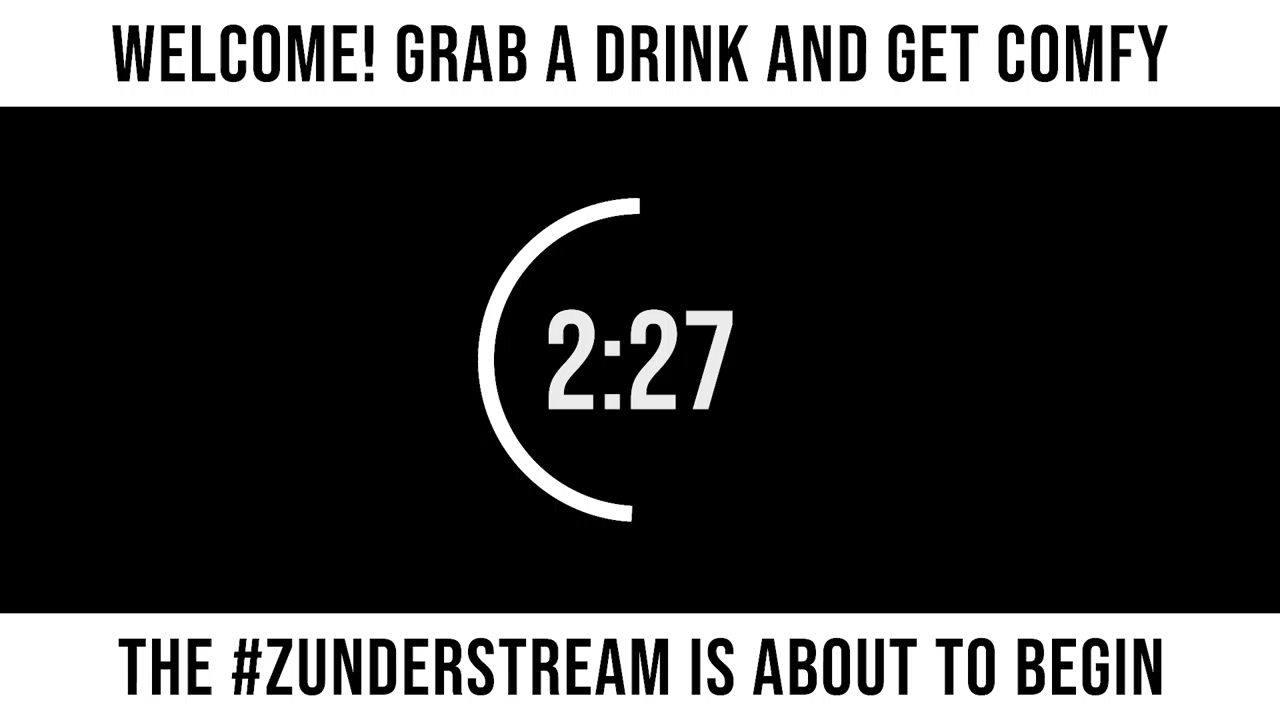 WELCOME! GRAB A DRINK AND GET COMFY
2:27
THE #ZUNDERSTREAM IS ABOUT TO BEGIN